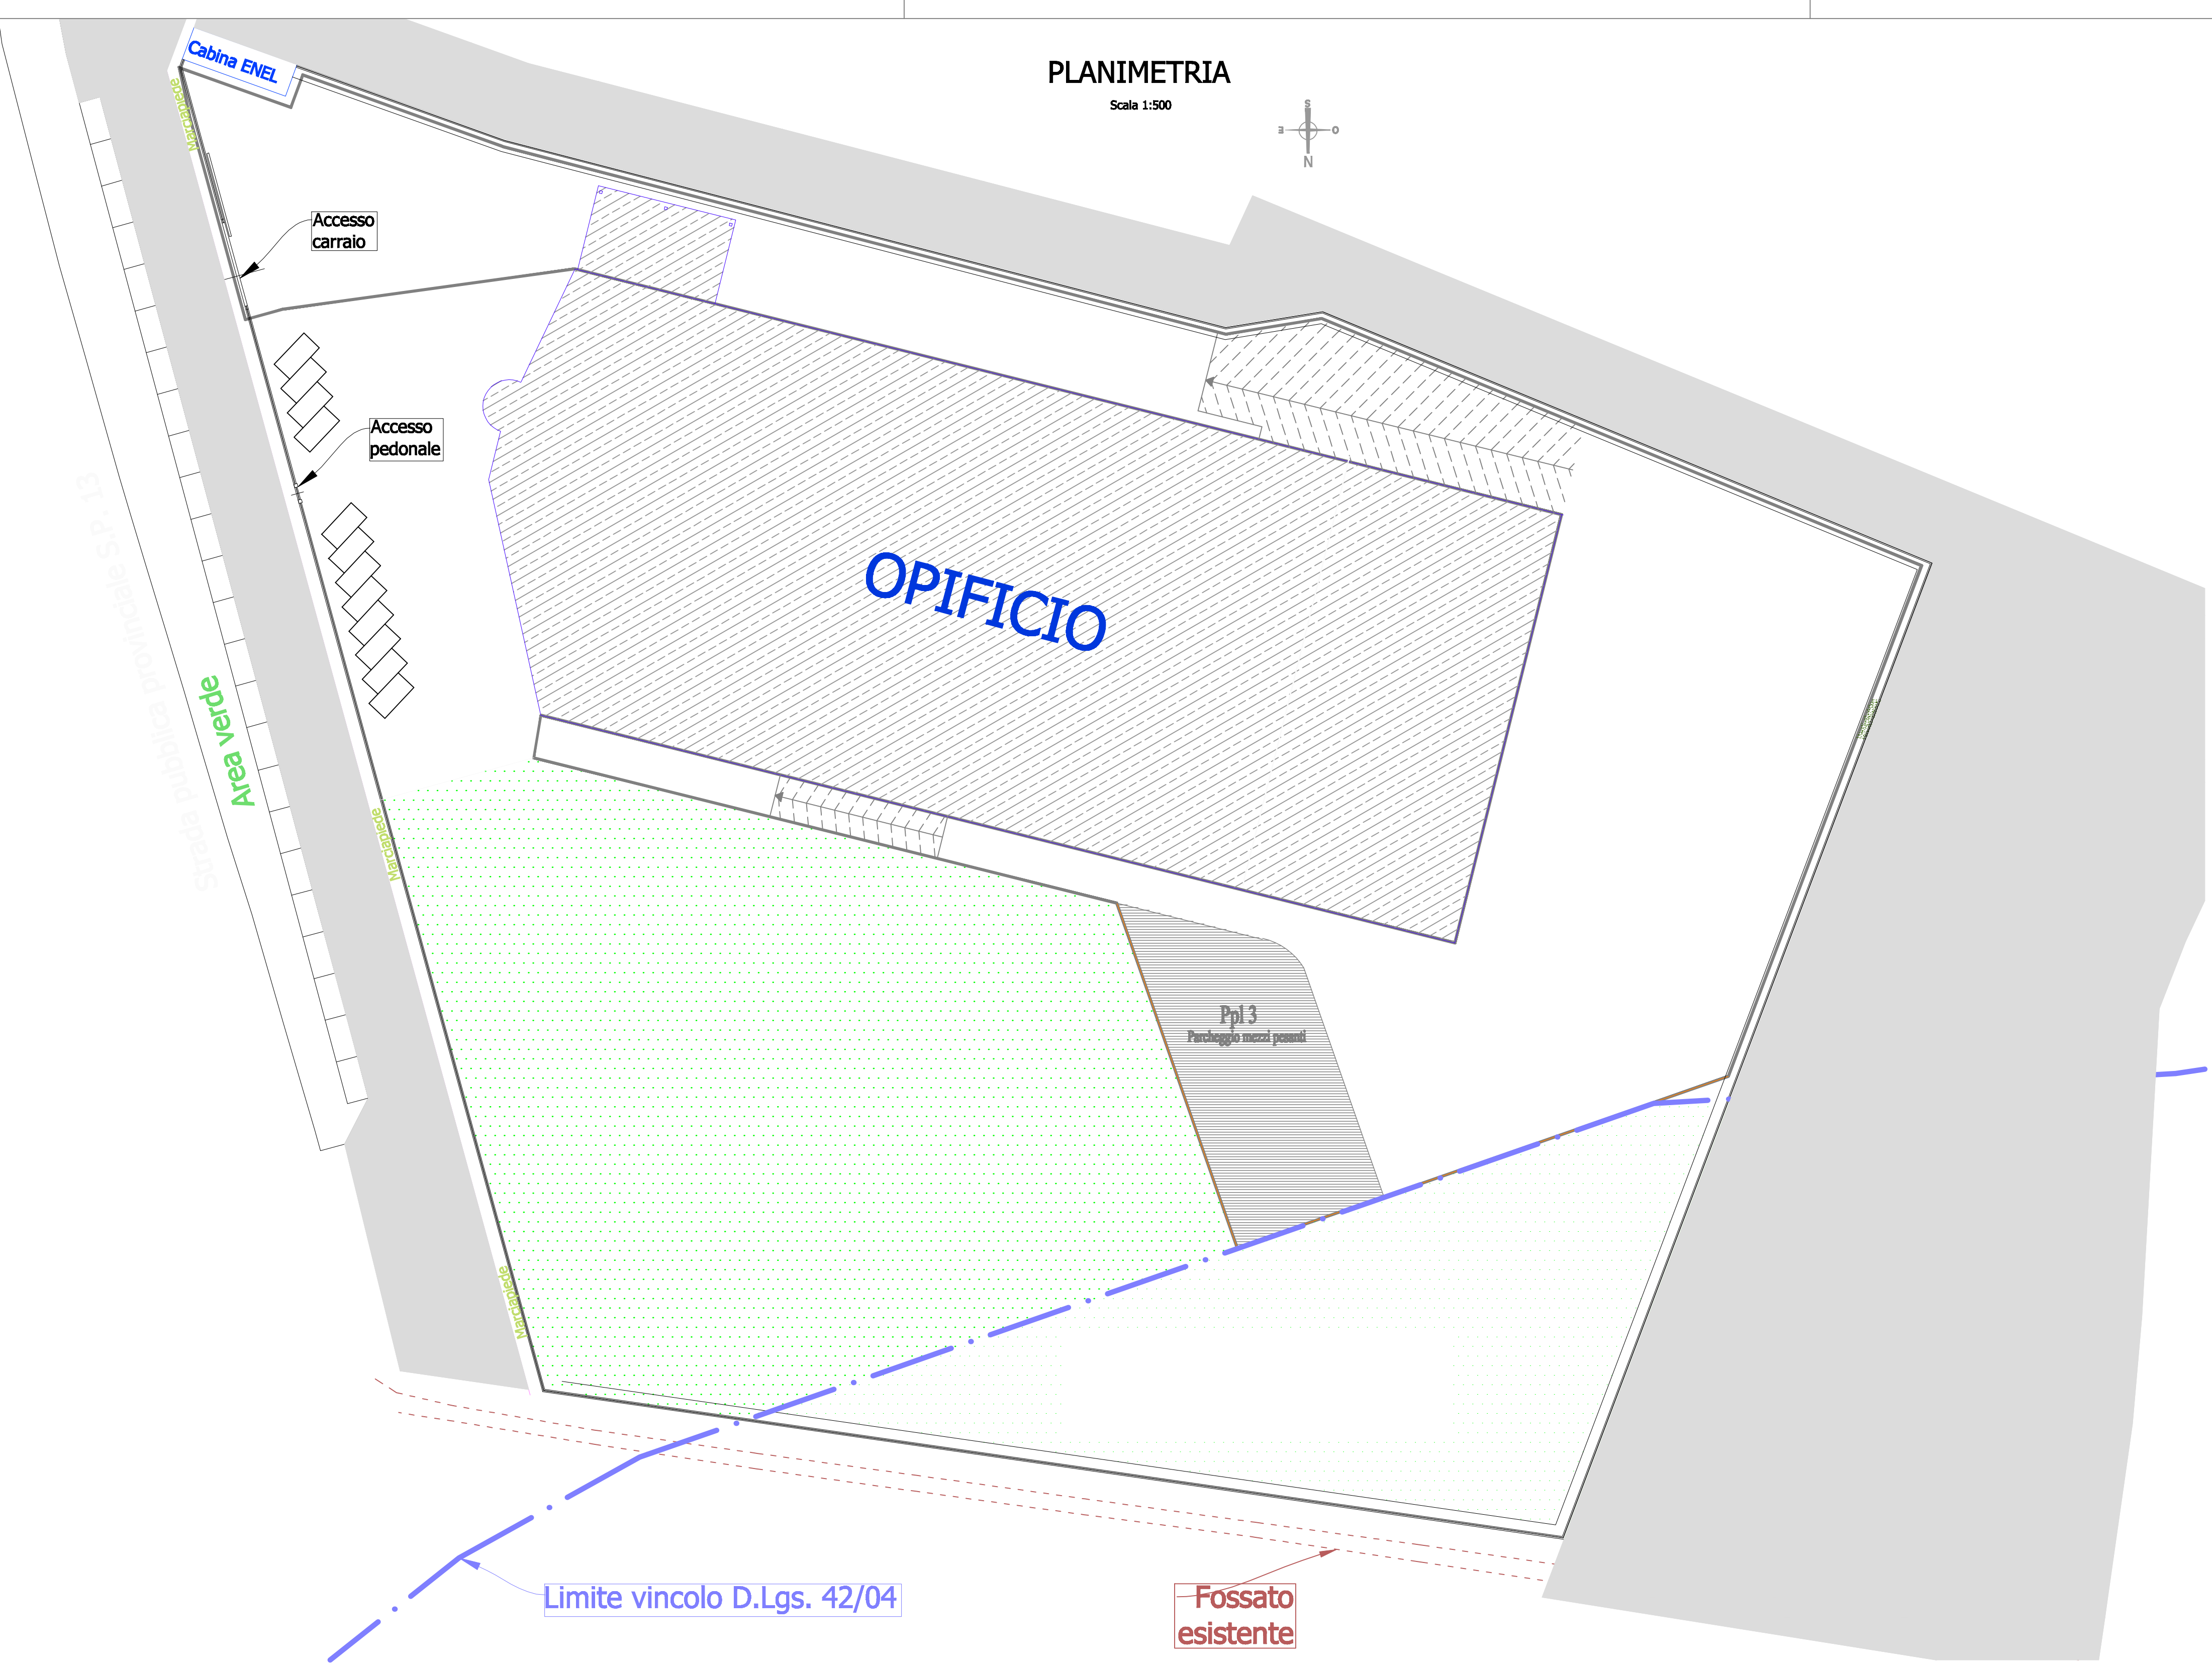 PLANIMETRIA
Scala 1:500
S
E
O
N
Cabina ENEL
Marciapiede
Accesso
carraio
Accesso
pedonale
Strada pubblica provinciale S.P. 13
Area verde
OPIFICIO
Marciapiede
Ppl 3
Parcheggio mezzi pesanti
Marciapiede
Limite vincolo D.Lgs. 42/04
Fossato
esistente